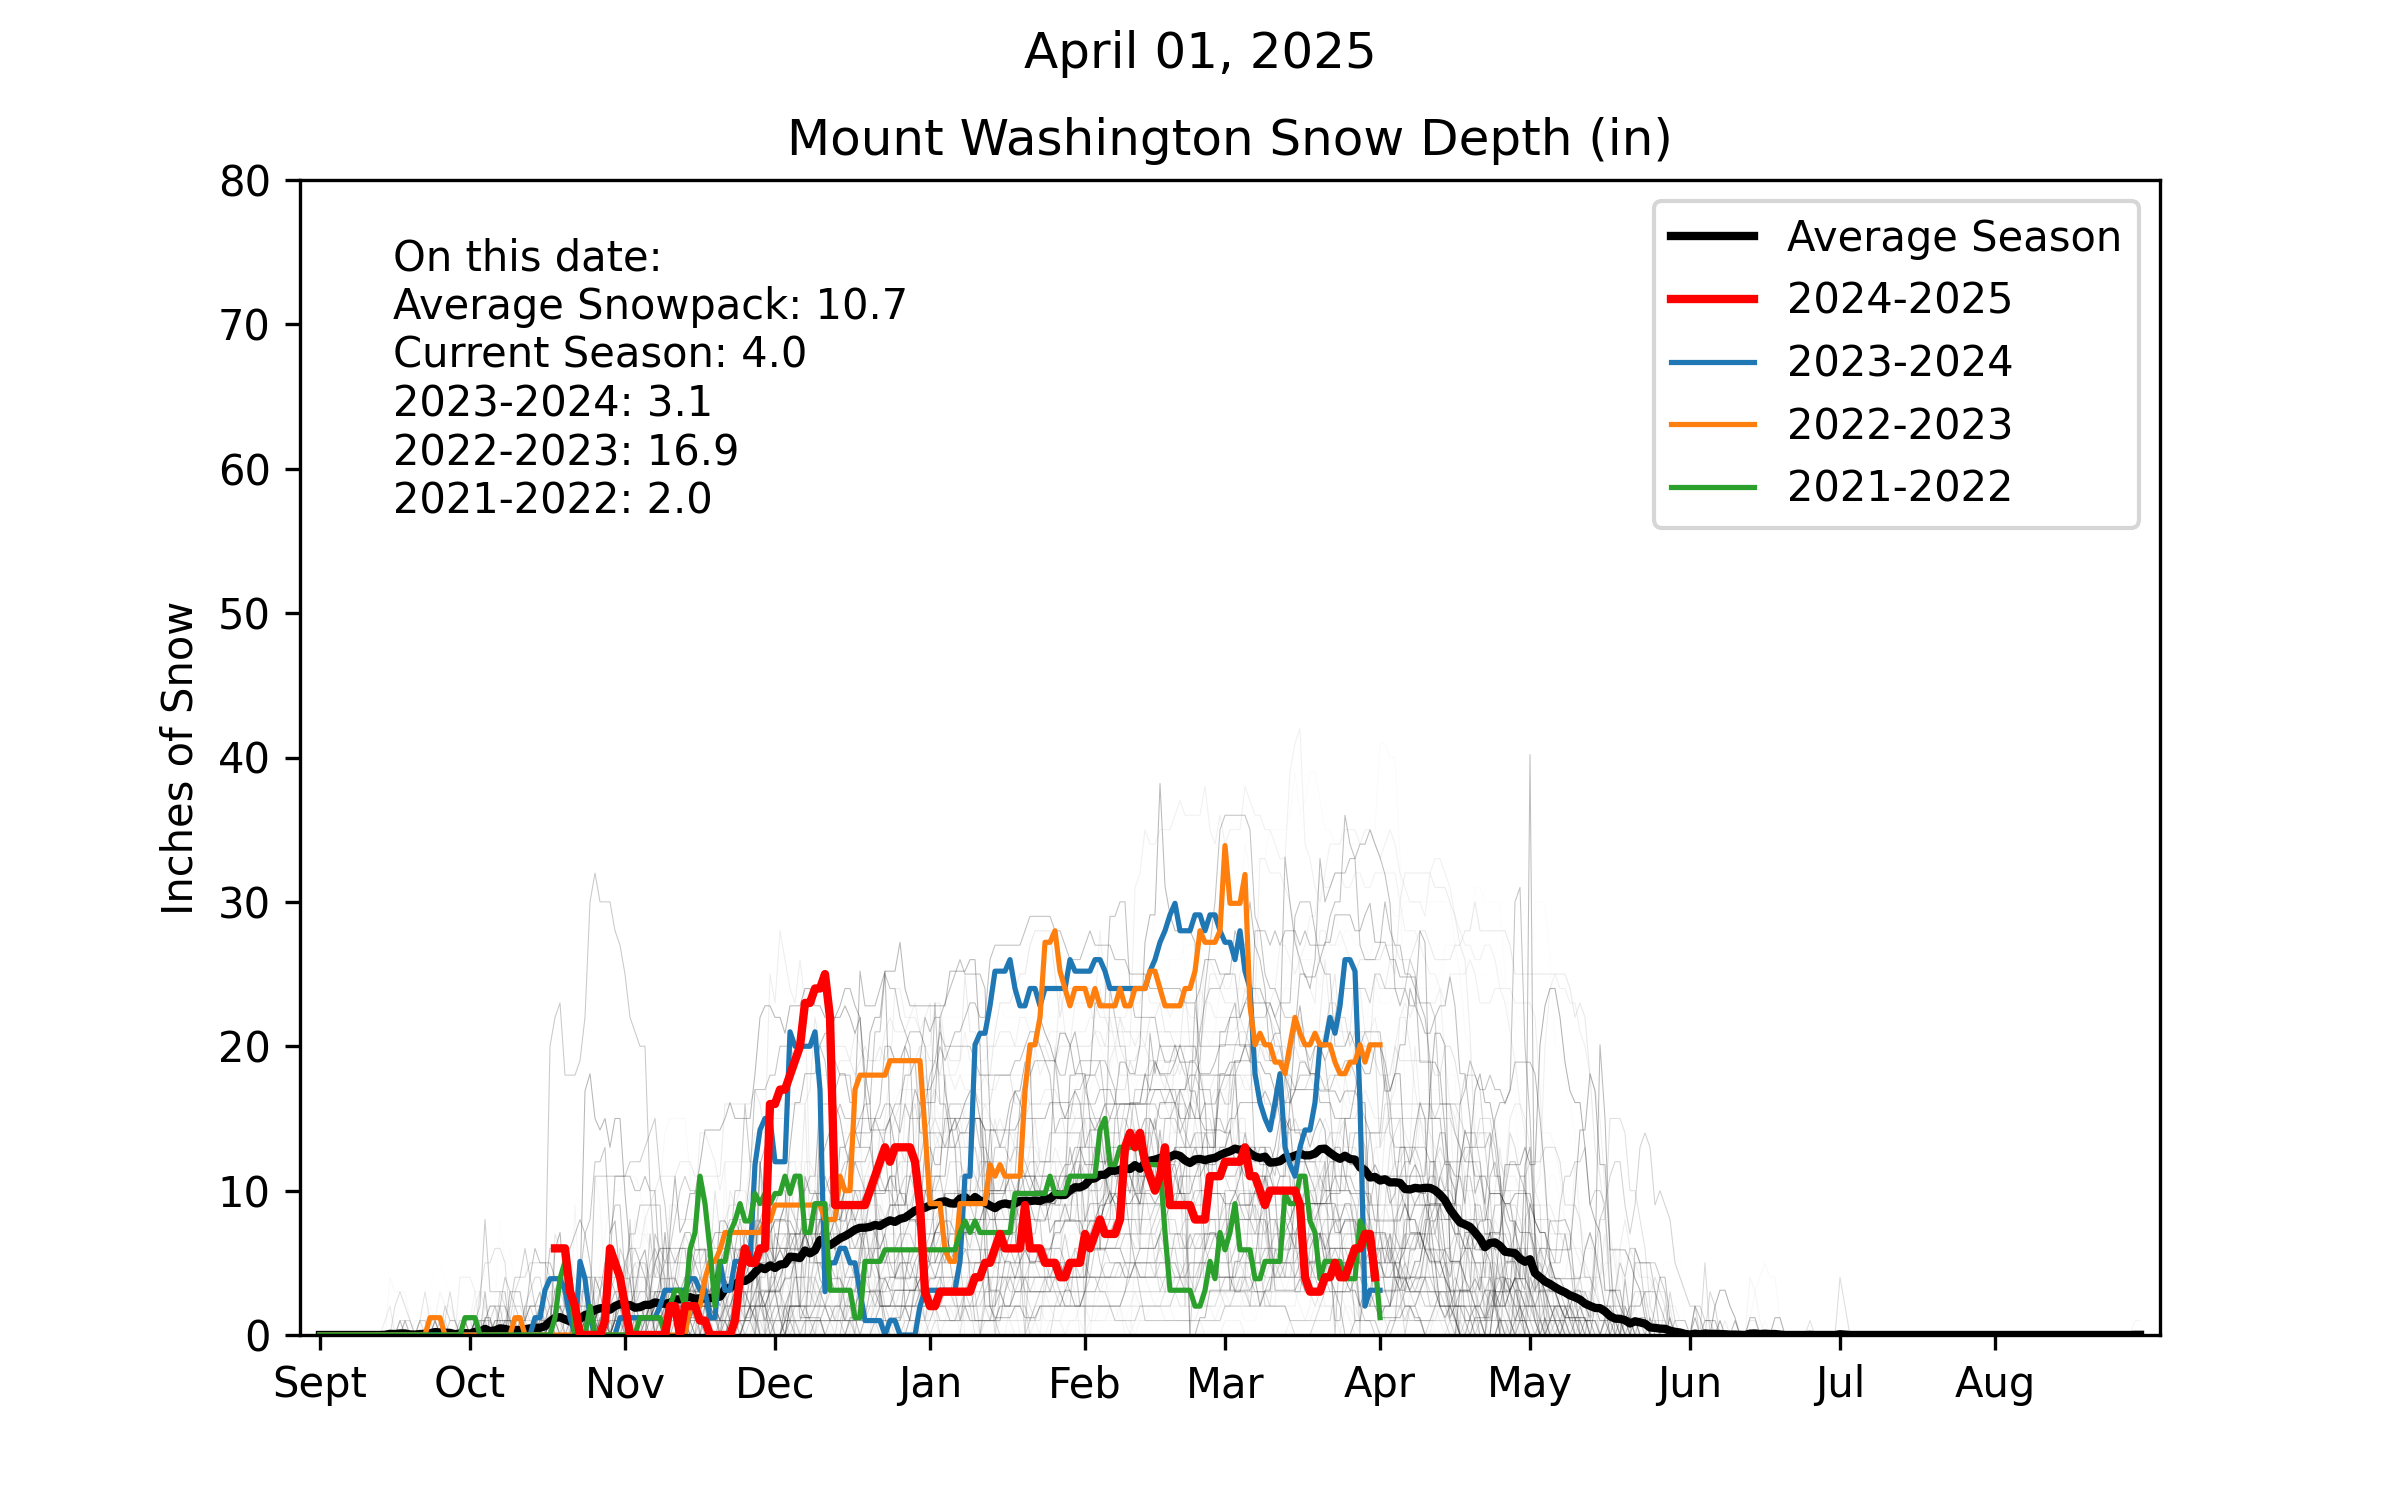 April 01, 2025
Mount Washington Snow Depth (in)
80
70
60
50
40
30
20
10
0
Inches of Snow
On this date:
Average Snowpack: 10.7
Current Season: 4.0
2023-2024: 3.1
2022-2023: 16.9
2021-2022: 2.0
Average Season
2024-2025
2023-2024
2022-2023
2021-2022
Sept Oct Nov Dec Jan Feb Mar Apr May Jun Jul Aug